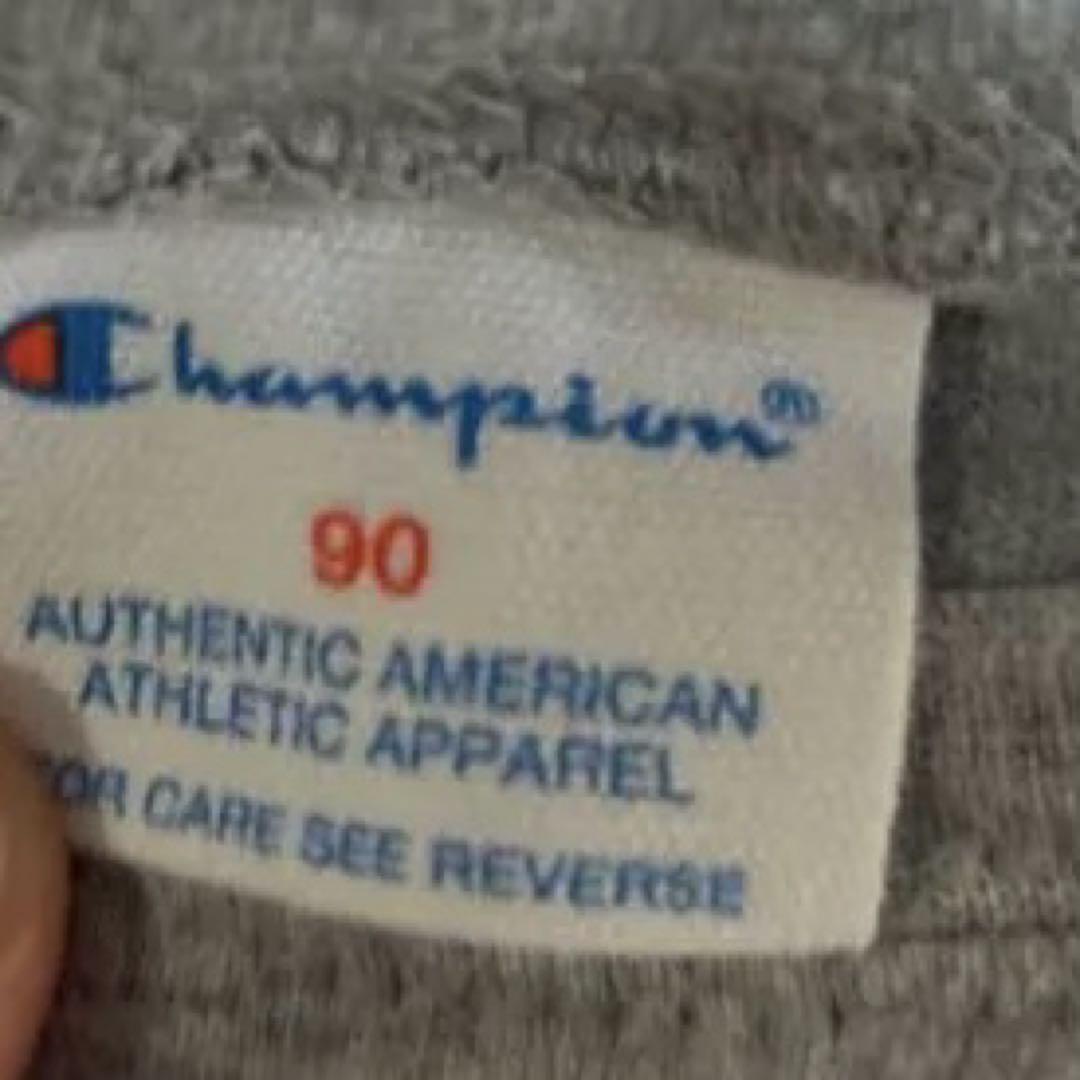 Champion®
90
AUTHENTIC AMERICAN
ATHLETIC APPAREL
FOR CARE SEE REVERSE